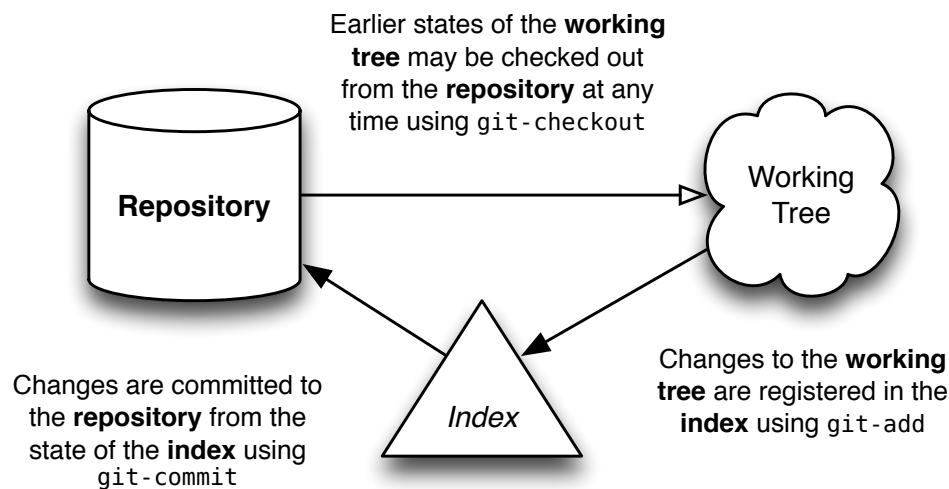 Earlier states of the working
tree may be checked out
from the repository at any
time using git-checkout
Repository
Working
Tree
Index
Changes are committed to
the repository from the
state of the index using
git-commit
Changes to the working
tree are registered in the
index using git-add